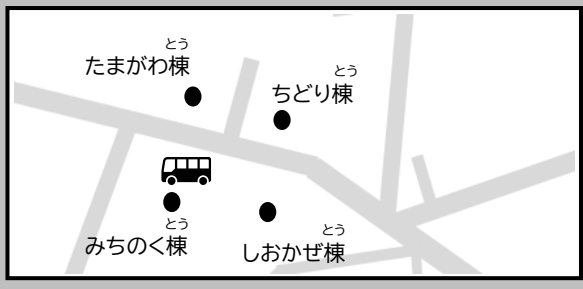 とう
たまがわ棟
とう
ちどり棟
とう
みちのく棟
とう
しおかぜ棟